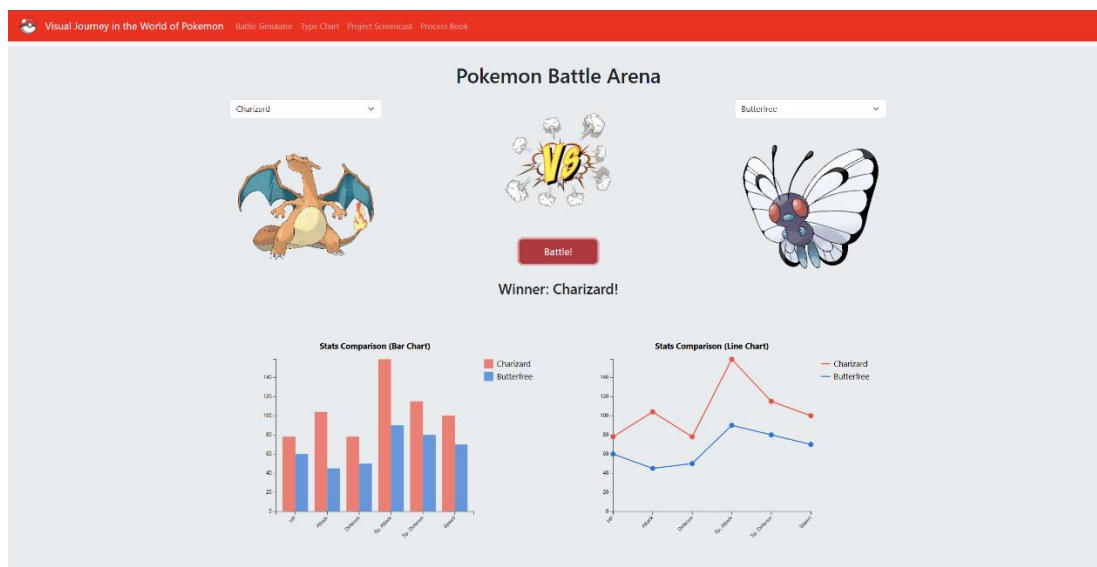 Visual Journey in the World of Pokemon Battle Simulator Type Chart Project Screencast Process Book
Pokemon Battle Arena
Charizard
Butterfree
VS
Battle!
Winner: Charizard!
Stats Comparison (Bar Chart)
Charizard
Butterfree
140
120
100
80
60
40
20
0
HP
Attack
Defense
Sp. Attack
Sp. Defense
Speed
Stats Comparison (Line Chart)
Charizard
Butterfree
140
120
100
80
60
40
20
0
HP
Attack
Defense
Sp. Attack
Sp. Defense
Speed